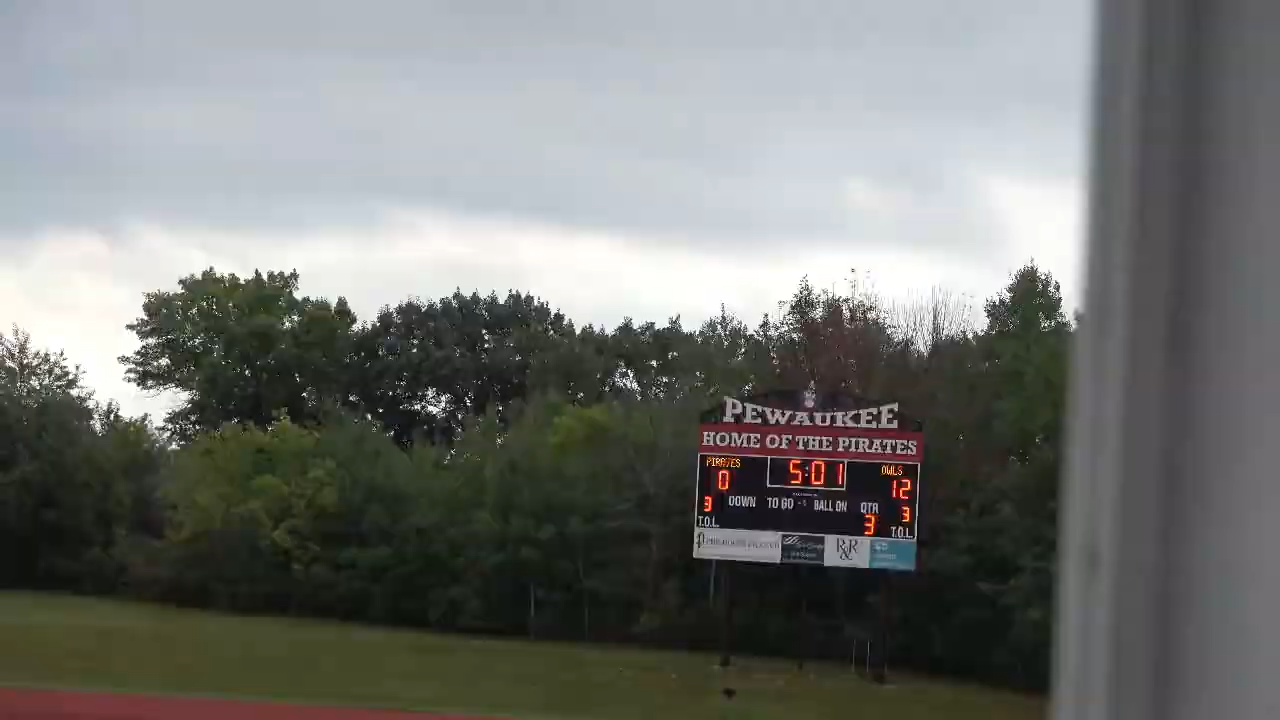 PEWAUKEE
HOME OF THE PIRATES
PIRATES 5:01 OWLS
0 12
3 DOWN TO GO BALL ON QTR 3
T.O.L. 3 T.O.L.
R&R